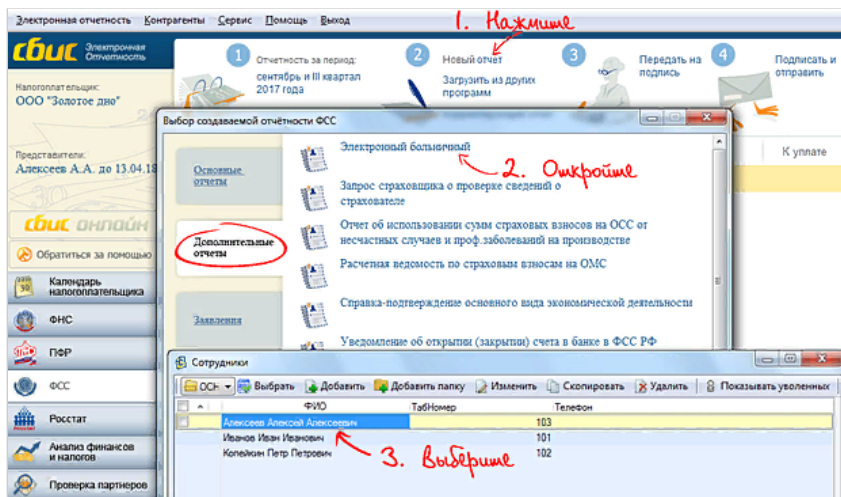 Электронная отчетность Контрагенты Сервис Помощь Выход
1. Нажмите
сбис Электронная Отчетность
1
Отчетность за период:
сентябрь и III квартал
2017 года
2
Новый отчет
Загрузить из других
программ
3
Передать на
подпись
4
Подписать и
отправить
Налогоплательщик:
ООО "Золотое дно"
Представители:
Алексеев А.А. до 13.04.18
К уплате
сбис онлайн
Обратиться за помощью
Календарь
налогоплательщика
ФНС
ПФР
ФСС
Росстат
Анализ финансов
и налогов
Проверка партнеров
Выбор создаваемой отчётности ФСС
Основные
отчеты
Дополнительные
отчеты
Заявления
Электронный больничный
2. Откройте
Запрос страховщика о проверке сведений о
страхователе
Отчет об использовании сумм страховых взносов на ОСС от
несчастных случаев и проф.заболеваний на производстве
Расчетная ведомость по страховым взносам на ОМС
Справка-подтверждение основного вида экономической деятельности
Уведомление об открытии (закрытии) счета в банке в ФСС РФ
Сотрудники
ОСН Выбрать Добавить Добавить папку Изменить Скопировать Удалить Показывать уволенных
ФИО ТабНомер Телефон
Алексеев Алексей Алексеевич 103
Иванов Иван Иванович 101
Копейкин Петр Петрович 102
3. Выберите